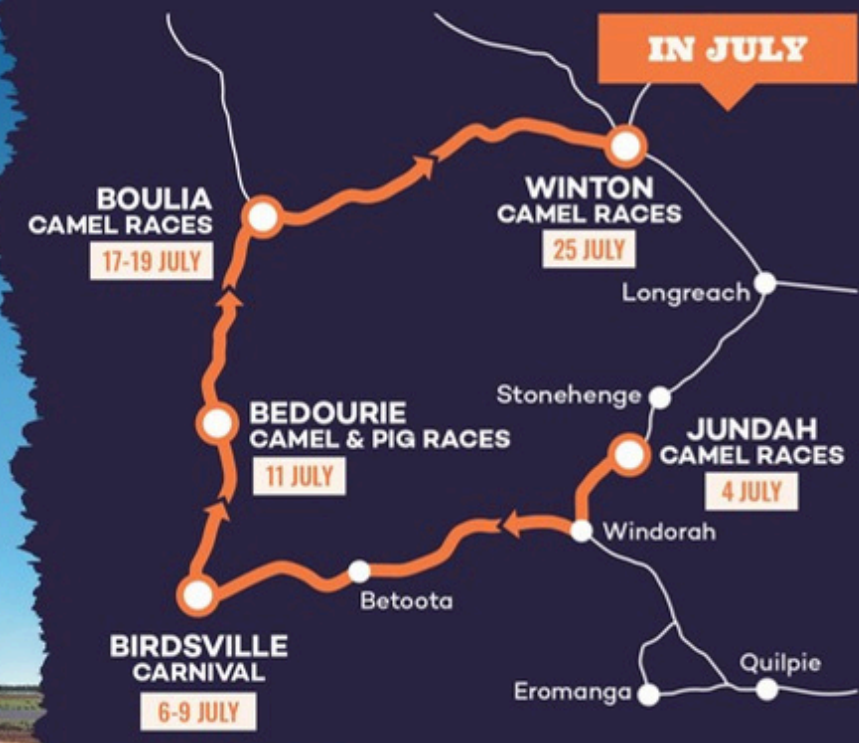 IN JULY
BOULIA
CAMEL RACES
17-19 JULY
WINTON
CAMEL RACES
25 JULY
Longreach
Stonehenge
BEDOURIE
CAMEL & PIG RACES
11 JULY
JUNDAH
CAMEL RACES
4 JULY
Windorah
Betoota
BIRDSVILLE
CARNIVAL
6-9 JULY
Eromanga
Quilpie